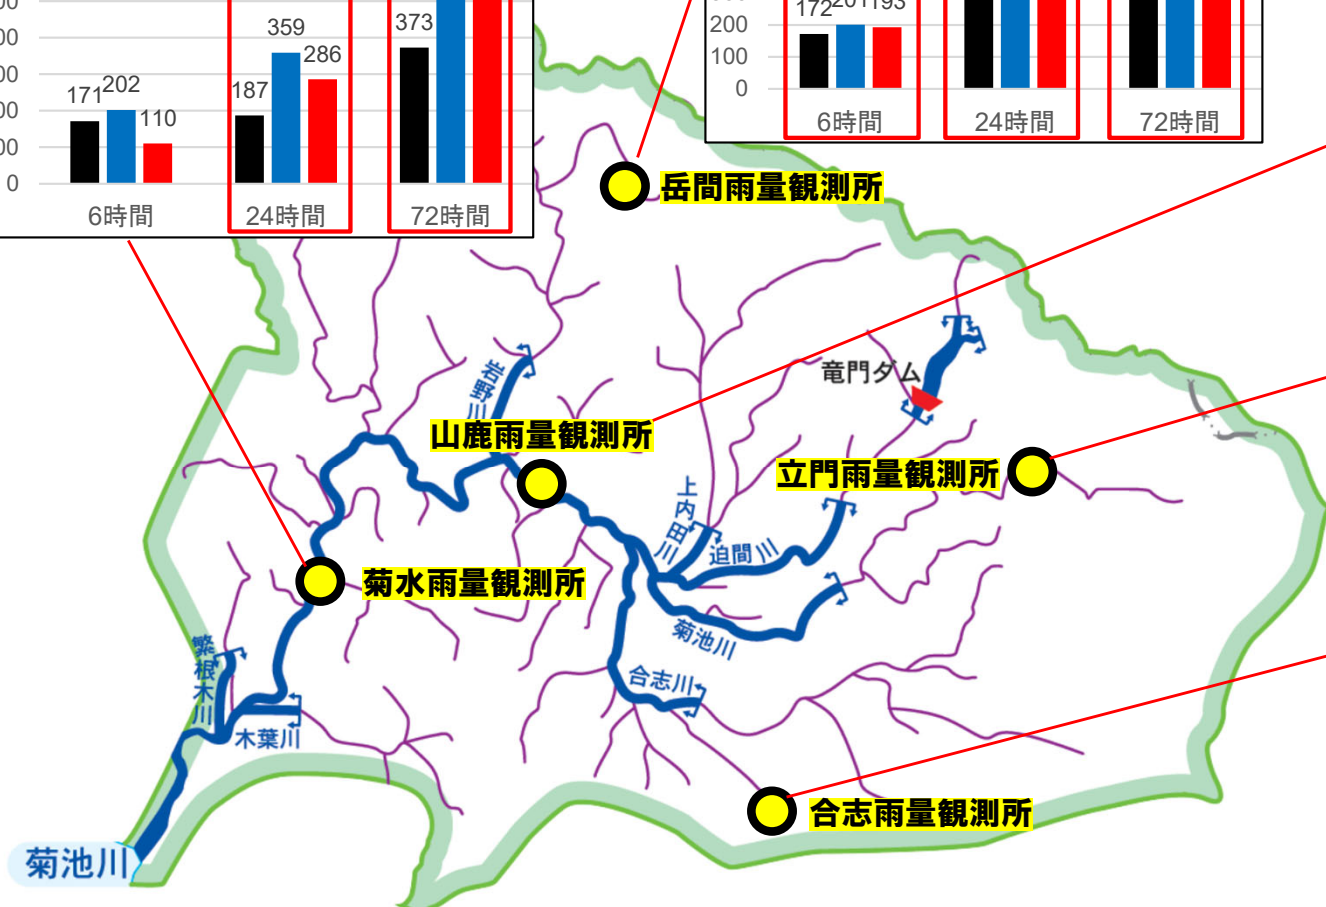 359
373
286
187
171
202
110
0
6時間
24時間
72時間
172
201
193
200
100
0
6時間
24時間
72時間
岳間雨量観測所
竜門ダム
岩野川
山鹿雨量観測所
立門雨量観測所
上内田川
迫間川
菊水雨量観測所
菊池川
繁根木川
合志川
木葉川
合志雨量観測所
菊池川